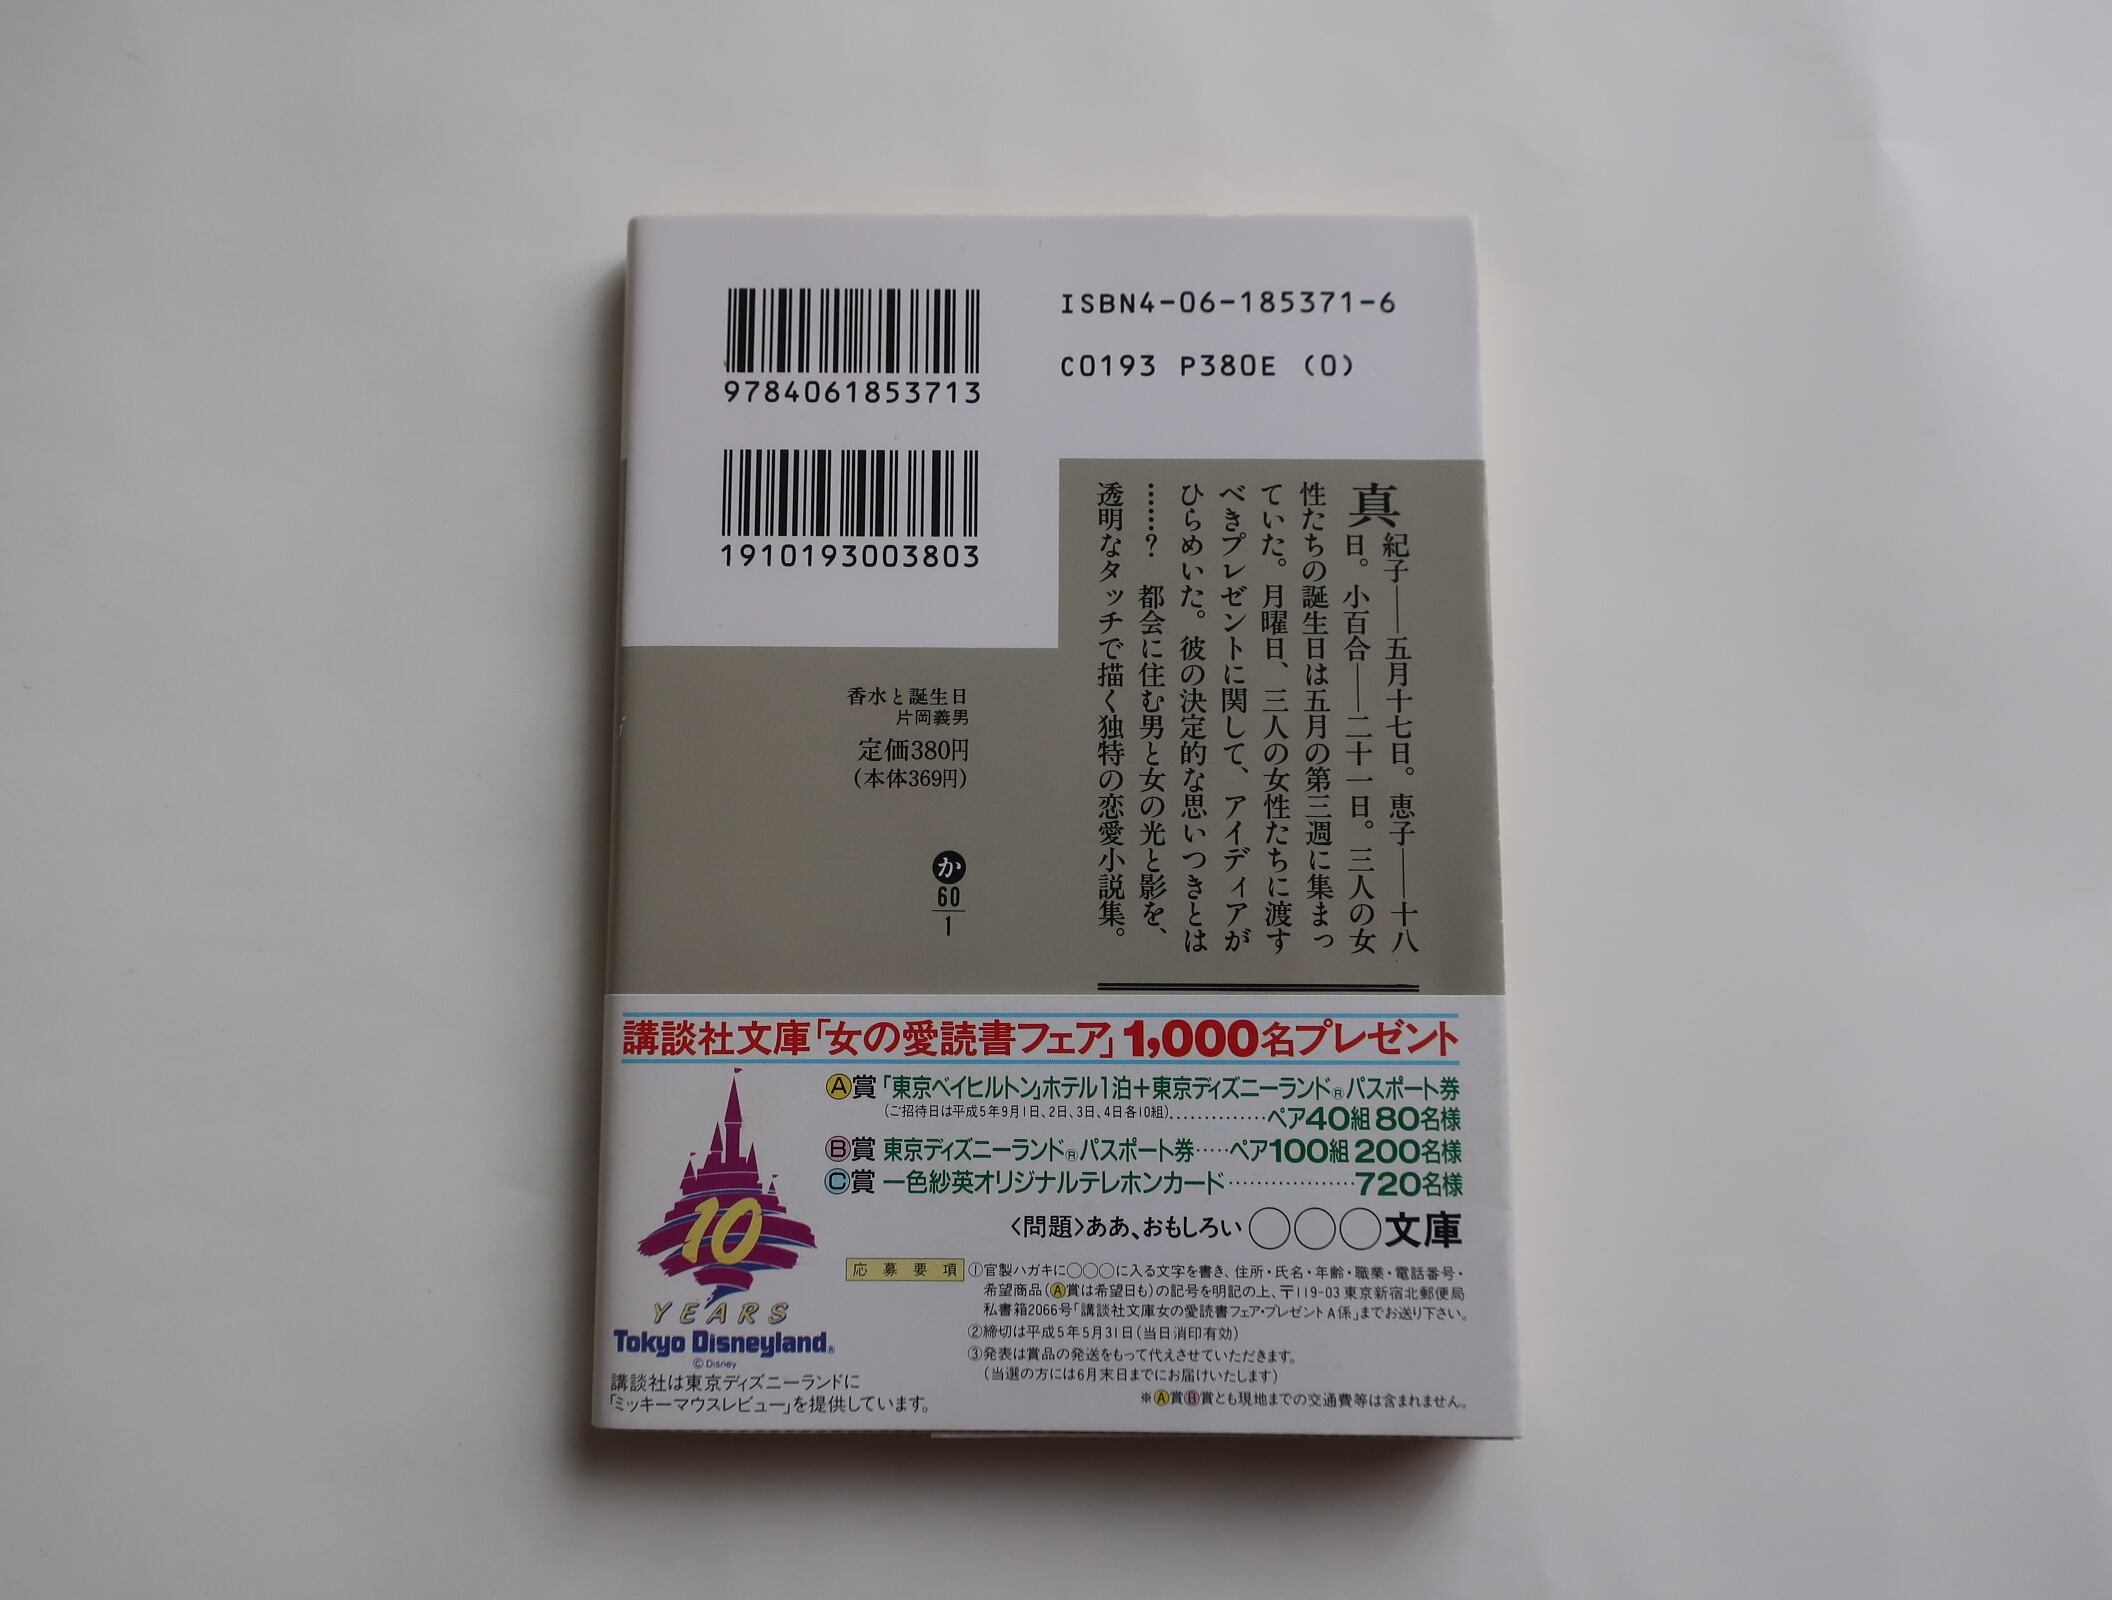 9784061853713
ISBN4-06-185371-6
C0193 P380E (0)
1910193003803
真紀子――五月十七日。恵子――十八
日。小百合――二十一日。三人の女
性たちの誕生日は五月の第三週に集まっ
ていた。月曜日、三人の女性たちに渡す
べきプレゼントに関して、アイディアが
ひらめいた。彼の決定的な思いつきとは
……？　都会に住む男と女の光と影を、
透明なタッチで描く独特の恋愛小説集。
香水と誕生日
片岡義男
定価380円
(本体369円)
か
60
1
講談社文庫「女の愛読書フェア」1,000名プレゼント
Ⓐ賞「東京ベイヒルトン」ホテル1泊+東京ディズニーランド®パスポート券
(ご招待日は平成5年9月1日、2日、3日、4日各10組)……………ペア40組 80名様
Ⓑ賞 東京ディズニーランド®パスポート券……ペア100組 200名様
Ⓒ賞 一色紗英オリジナルテレホンカード………………720名様
〈問題〉ああ、おもしろい◯◯◯文庫
応募要項
①官製ハガキに◯◯◯に入る文字を書き、住所・氏名・年齢・職業・電話番号・
希望商品(Ⓐ賞は希望日も)の記号を明記の上、〒119-03 東京新宿北郵便局
私書箱2066号「講談社文庫女の愛読書フェア・プレゼントA係」までお送り下さい。
②締切は平成5年5月31日(当日消印有効)
③発表は賞品の発送をもって代えさせていただきます。
(当選の方には6月末日までにお届けいたします)
※Ⓐ賞Ⓑ賞とも現地までの交通費等は含まれません。
10
YEARS
Tokyo Disneyland®
© Disney
講談社は東京ディズニーランドに
「ミッキーマウスレビュー」を提供しています。